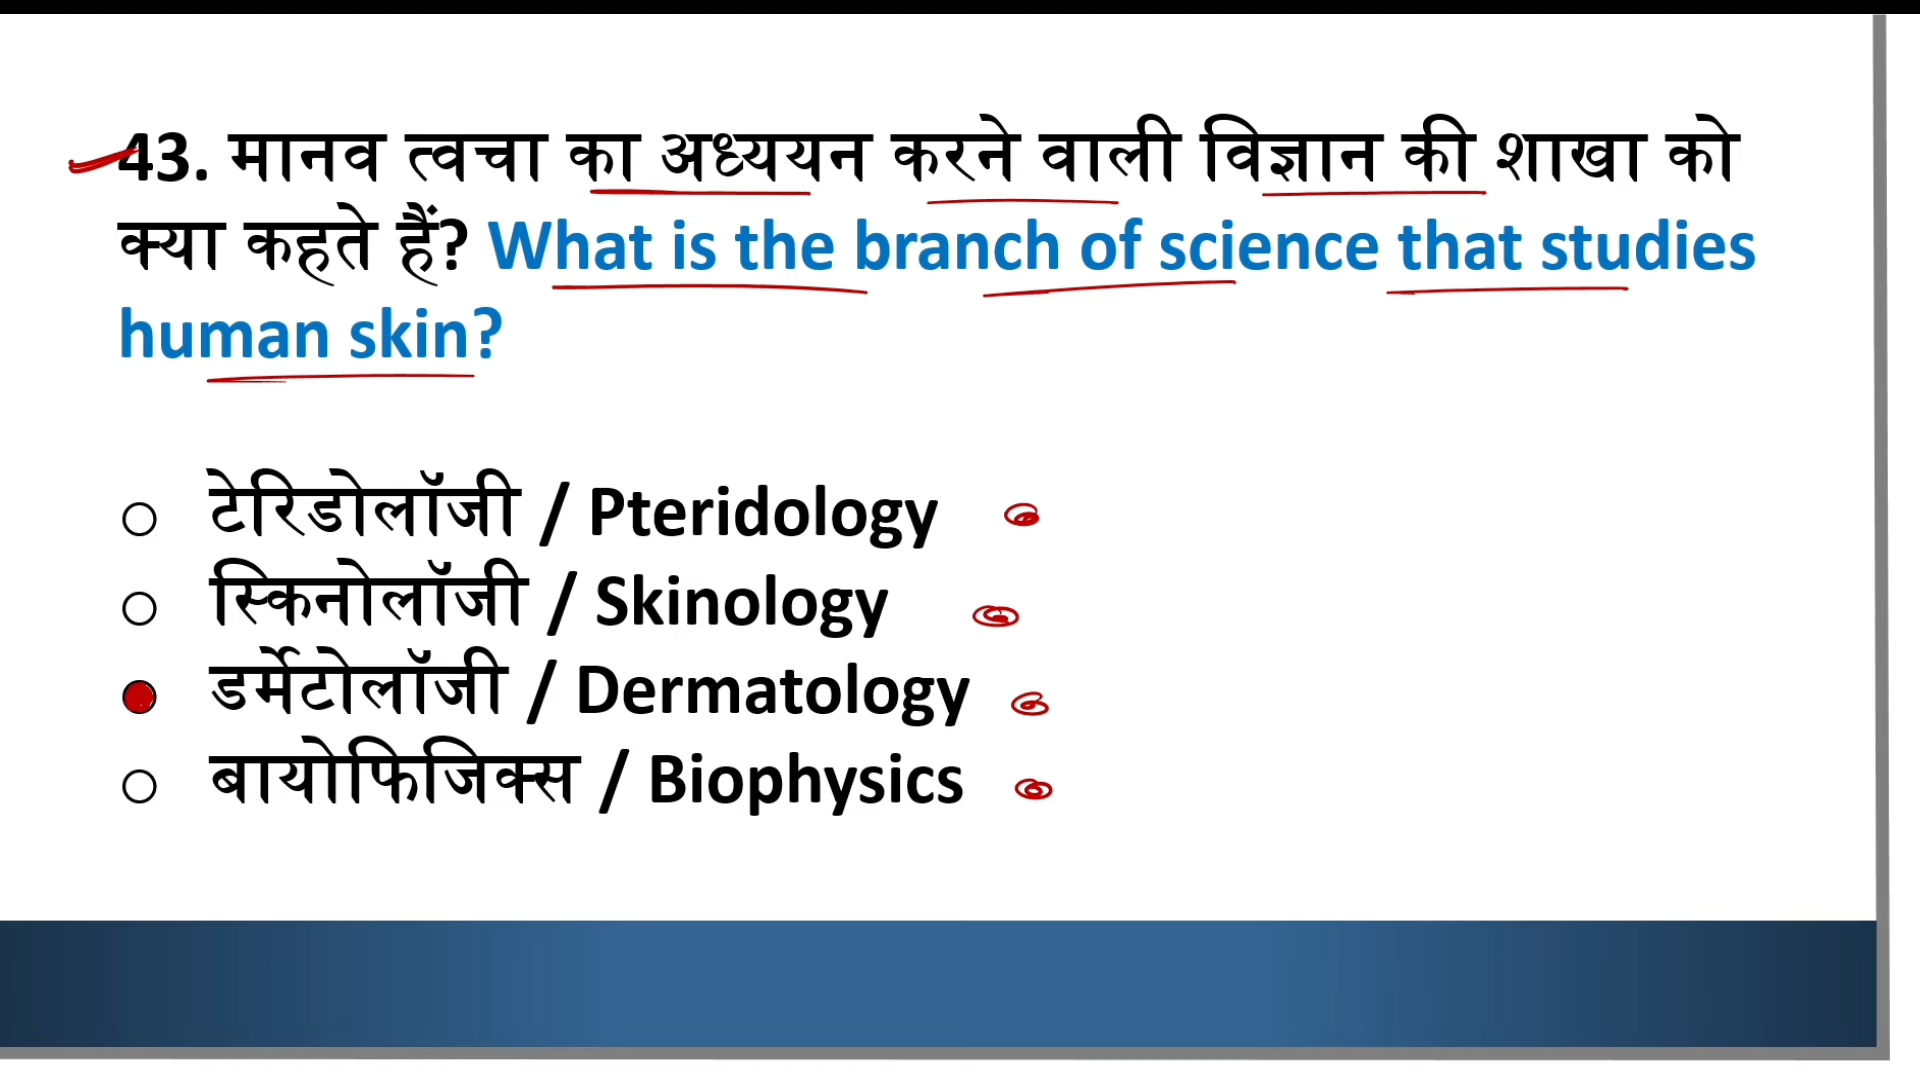 43. मानव त्वचा का अध्ययन करने वाली विज्ञान की शाखा को
क्या कहते हैं? What is the branch of science that studies
human skin?
टेरिडोलॉजी / Pteridology
स्किनोलॉजी / Skinology
डर्मेटोलॉजी / Dermatology
बायोफिजिक्स / Biophysics